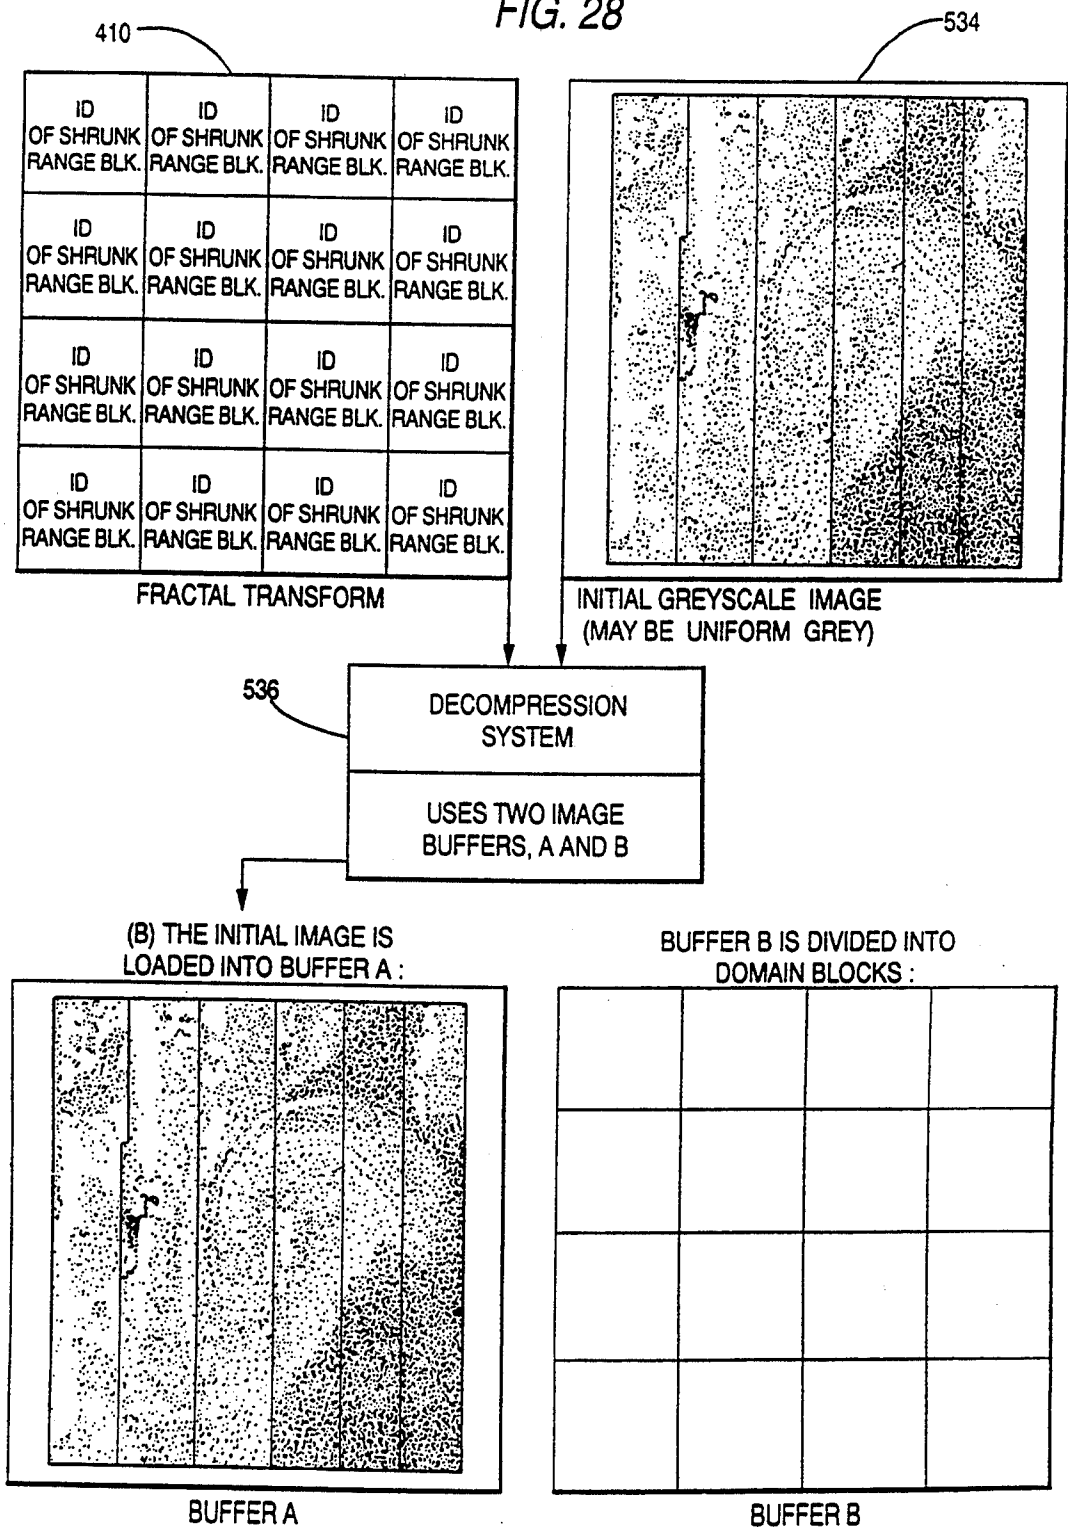 FIG. 28
410
534
ID ID ID ID
OF SHRUNK OF SHRUNK OF SHRUNK OF SHRUNK
RANGE BLK. RANGE BLK. RANGE BLK. RANGE BLK.
ID ID ID ID
OF SHRUNK OF SHRUNK OF SHRUNK OF SHRUNK
RANGE BLK. RANGE BLK. RANGE BLK. RANGE BLK.
ID ID ID ID
OF SHRUNK OF SHRUNK OF SHRUNK OF SHRUNK
RANGE BLK. RANGE BLK. RANGE BLK. RANGE BLK.
ID ID ID ID
OF SHRUNK OF SHRUNK OF SHRUNK OF SHRUNK
RANGE BLK. RANGE BLK. RANGE BLK. RANGE BLK.
FRACTAL TRANSFORM
INITIAL GREYSCALE IMAGE
(MAY BE UNIFORM GREY)
536
DECOMPRESSION
SYSTEM
USES TWO IMAGE
BUFFERS, A AND B
(B) THE INITIAL IMAGE IS
LOADED INTO BUFFER A :
BUFFER B IS DIVIDED INTO
DOMAIN BLOCKS :
BUFFER A
BUFFER B